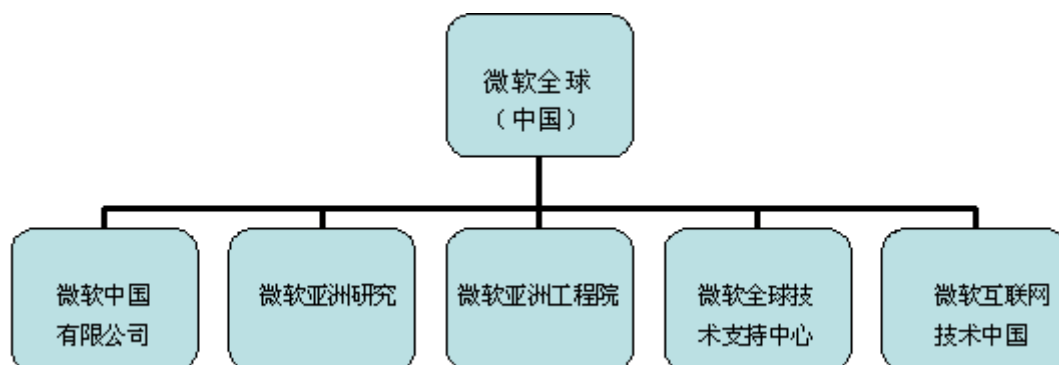 微软全球
（中国）
微软中国
有限公司
微软亚洲研究
微软亚洲工程院
微软全球技
术支持中心
微软互联网
技术中国